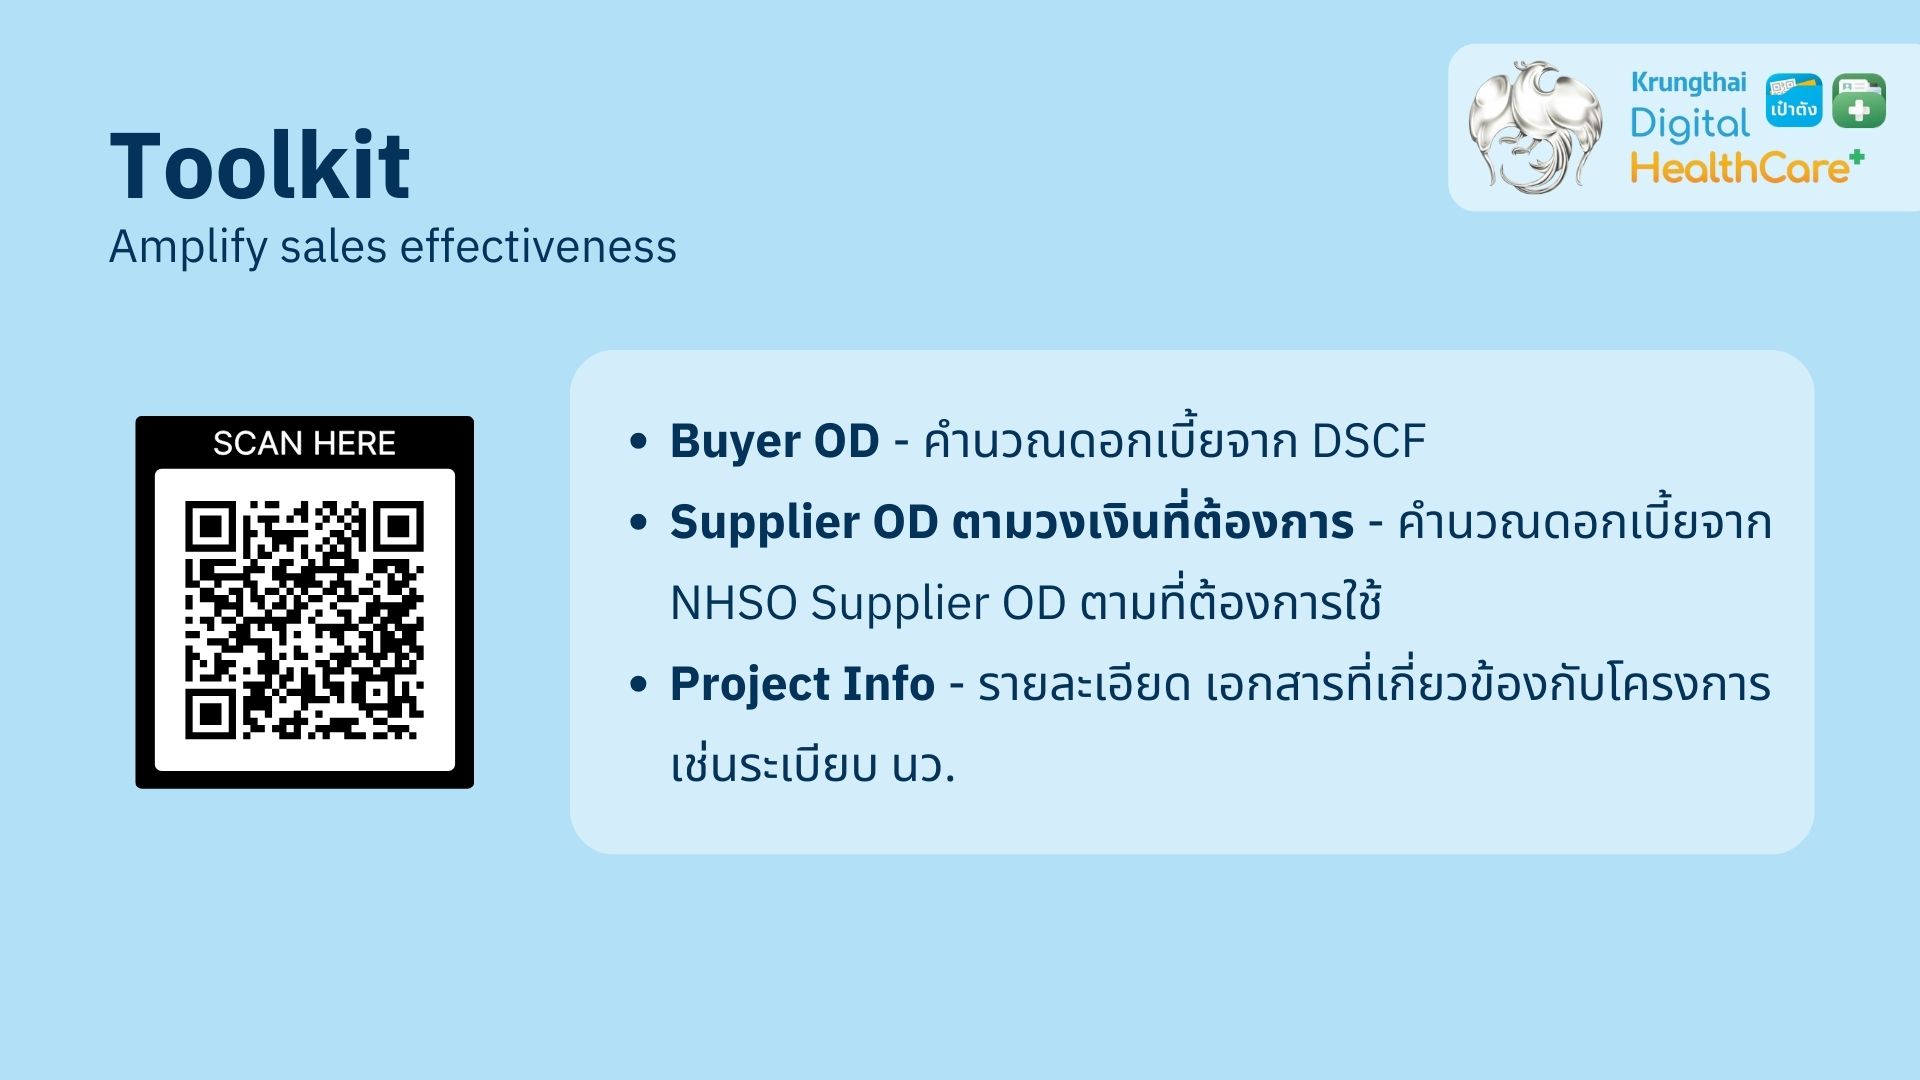 Toolkit
Amplify sales effectiveness
Krungthai
Digital
HealthCare+
เป๋าตัง
SCAN HERE
• Buyer OD - คำนวณดอกเบี้ยจาก DSCF
• Supplier OD ตามวงเงินที่ต้องการ - คำนวณดอกเบี้ยจาก
NHSO Supplier OD ตามที่ต้องการใช้
• Project Info - รายละเอียด เอกสารที่เกี่ยวข้องกับโครงการ
เช่นระเบียบ นว.